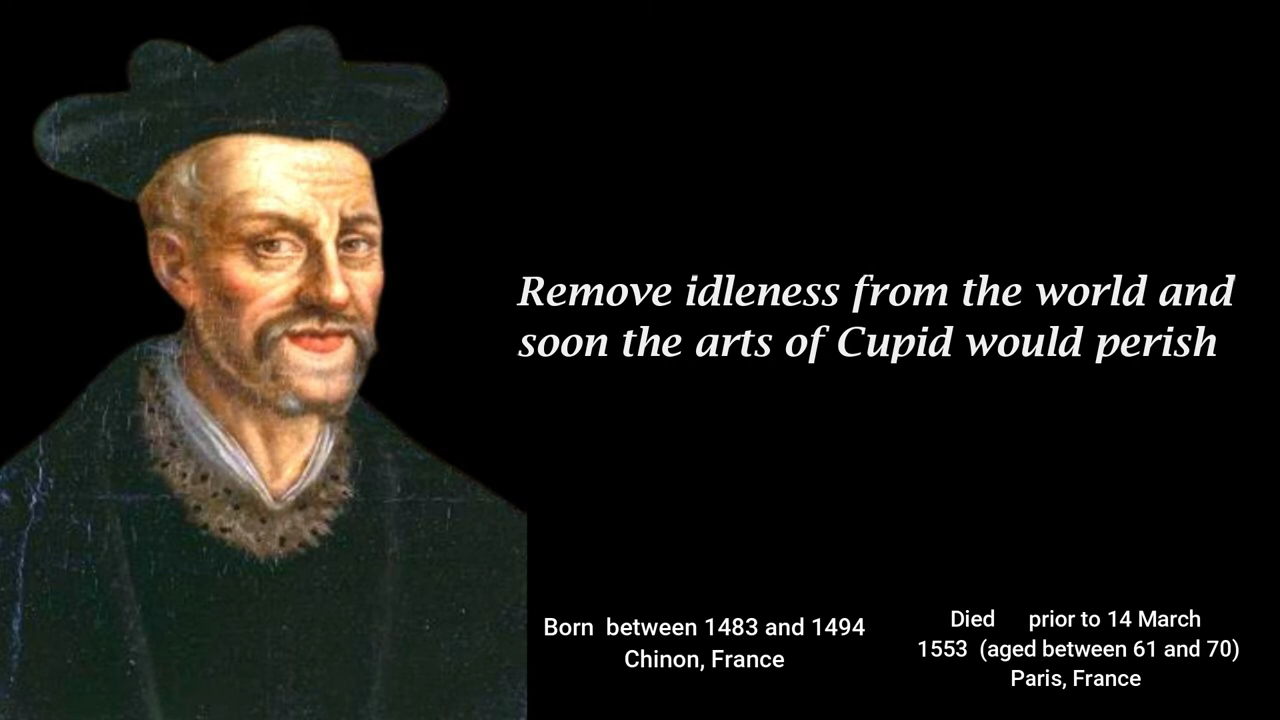 Remove idleness from the world and
soon the arts of Cupid would perish
Born between 1483 and 1494
Chinon, France
Died prior to 14 March
1553 (aged between 61 and 70)
Paris, France